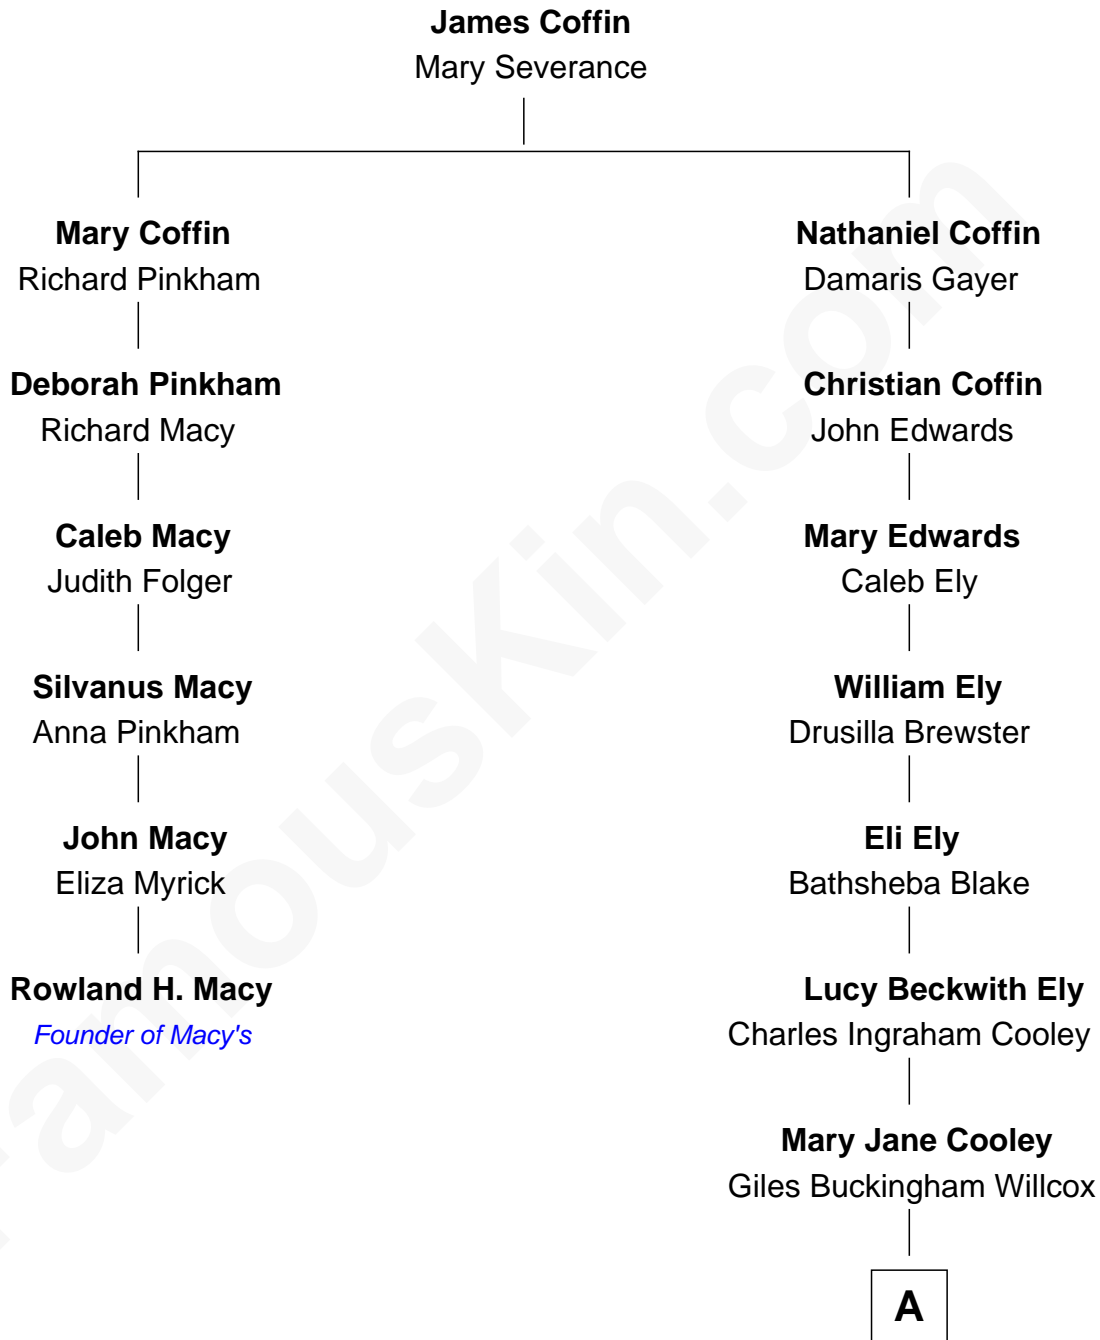 James Coffin
Mary Severance
Mary Coffin
Richard Pinkham
Deborah Pinkham
Richard Macy
Caleb Macy
Judith Folger
Silvanus Macy
Anna Pinkham
John Macy
Eliza Myrick
Rowland H. Macy
Founder of Macy's
Nathaniel Coffin
Damaris Gayer
Christian Coffin
John Edwards
Mary Edwards
Caleb Ely
William Ely
Drusilla Brewster
Eli Ely
Bathsheba Blake
Lucy Beckwith Ely
Charles Ingraham Cooley
Mary Jane Cooley
Giles Buckingham Willcox
A
FamousKin.com